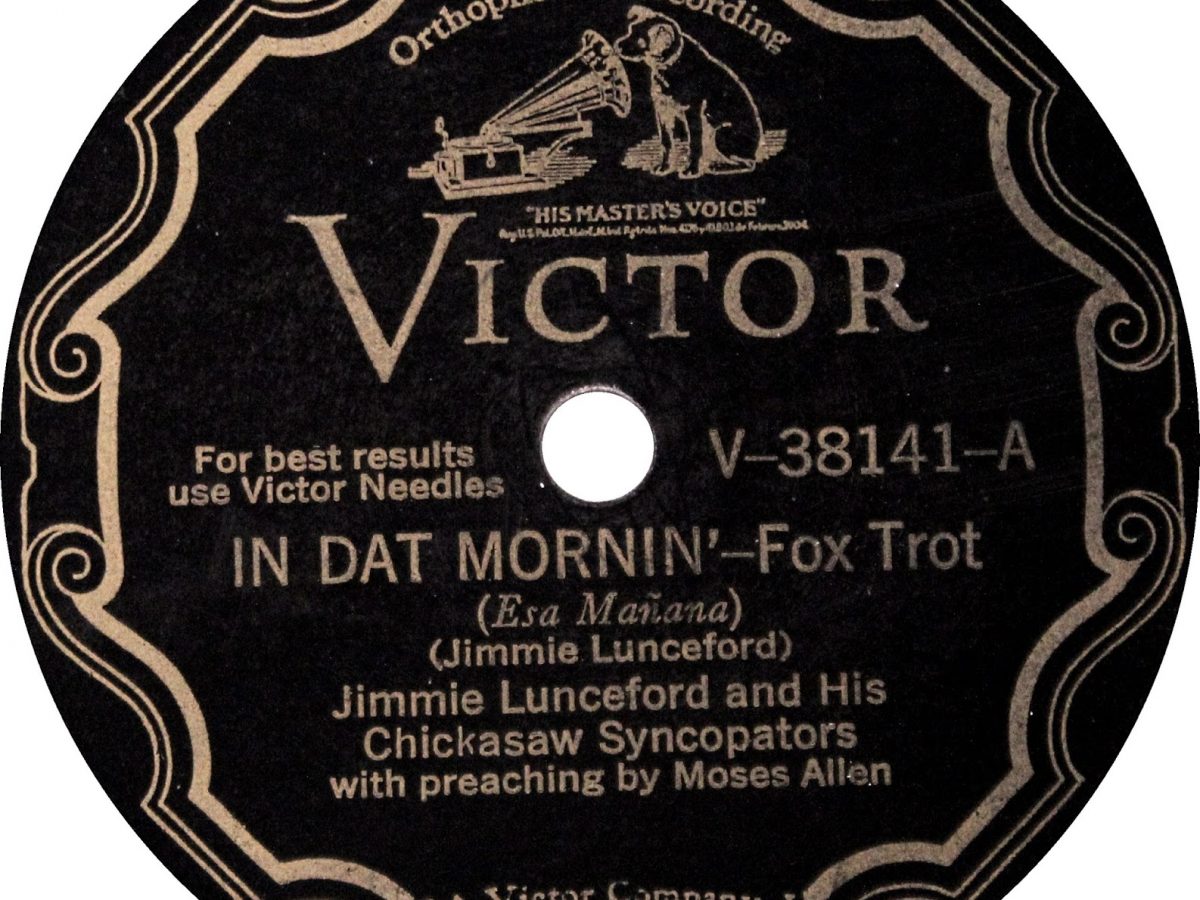 Recording
"HIS MASTER'S VOICE"
VICTOR
For best results
use Victor Needles
V-38141-A
IN DAT MORNIN'-Fox Trot
(Esa Mañana)
(Jimmie Lunceford)
Jimmie Lunceford and His
Chickasaw Syncopators
with preaching by Moses Allen
Victor Company